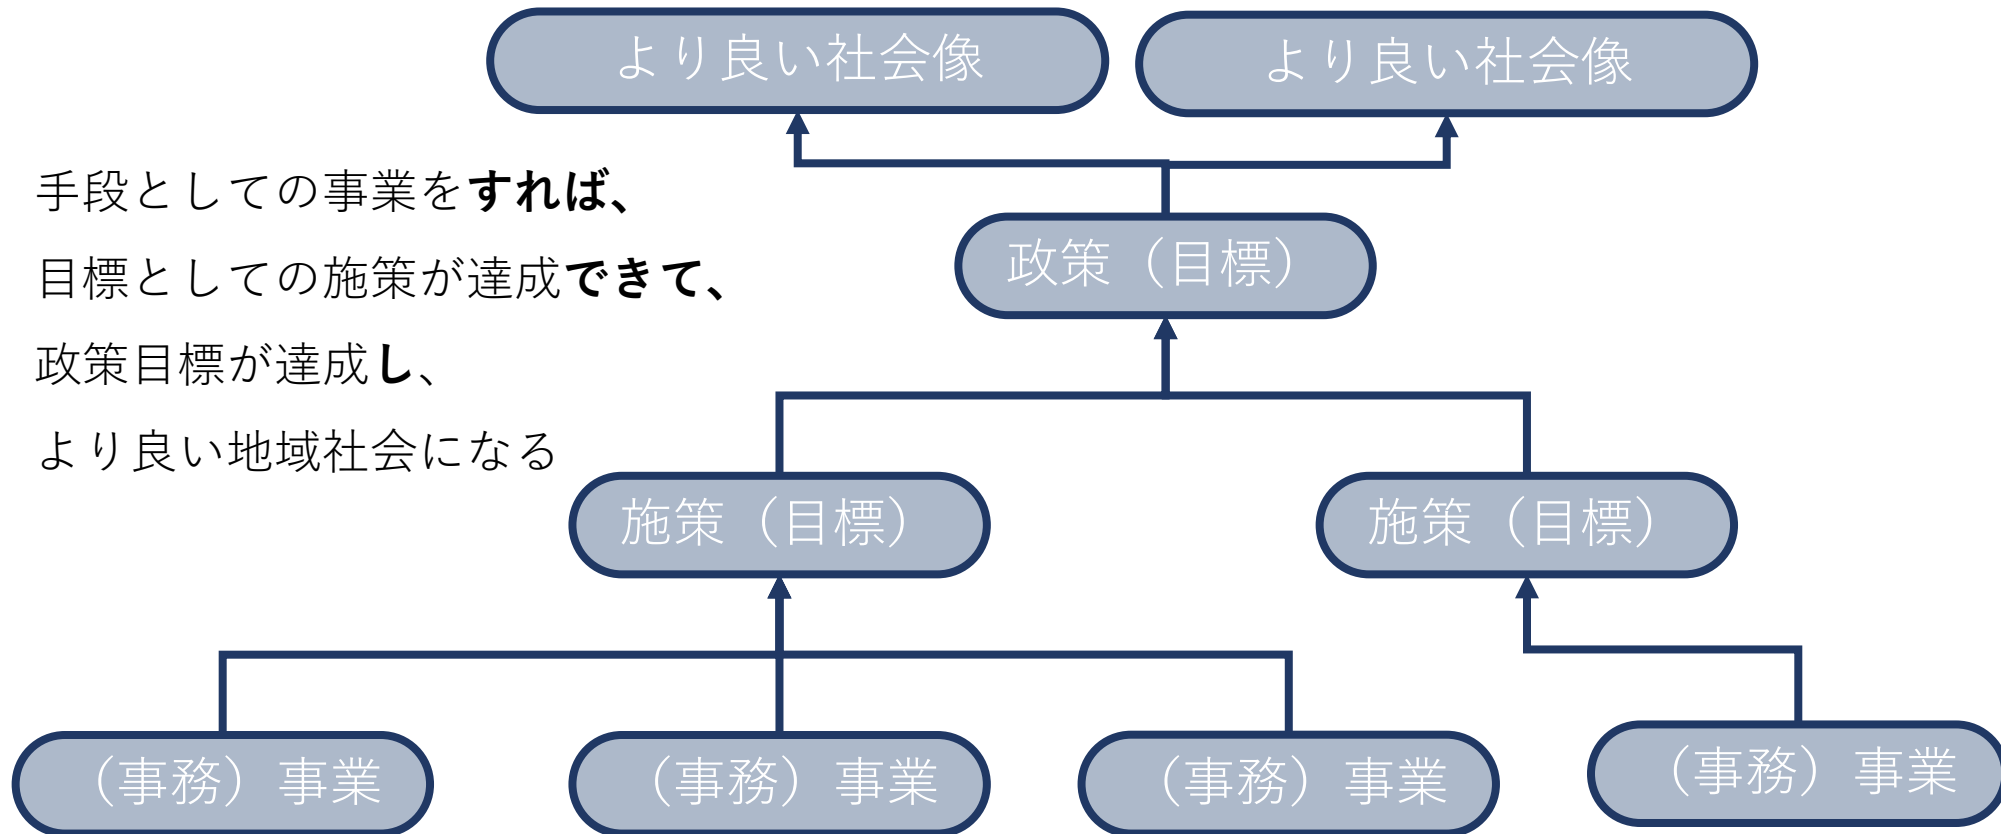 より良い社会像
より良い社会像
手段としての事業をすれば、
目標としての施策が達成できて、
政策目標が達成し、
より良い地域社会になる
政策（目標）
施策（目標）
施策（目標）
（事務）事業
（事務）事業
（事務）事業
（事務）事業